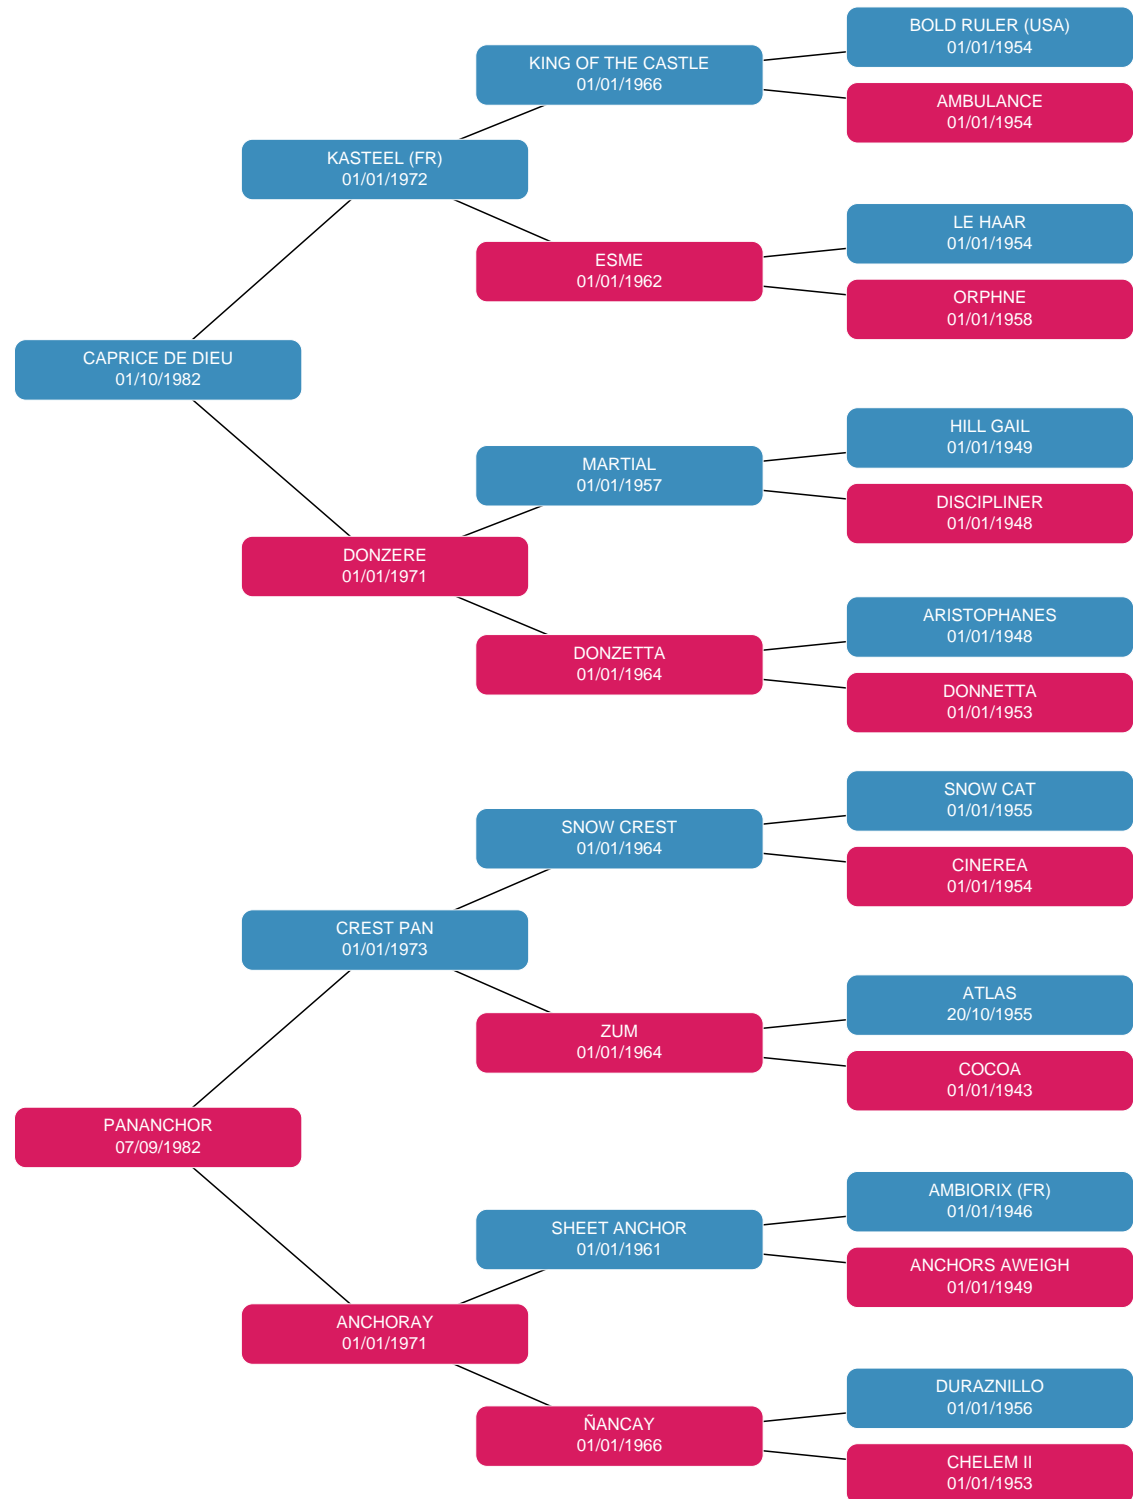 BOLD RULER (USA)
01/01/1954
KING OF THE CASTLE
01/01/1966
AMBULANCE
01/01/1954
KASTEEL (FR)
01/01/1972
LE HAAR
01/01/1954
ESME
01/01/1962
ORPHNE
01/01/1958
CAPRICE DE DIEU
01/10/1982
HILL GAIL
01/01/1949
MARTIAL
01/01/1957
DISCIPLINER
01/01/1948
DONZERE
01/01/1971
ARISTOPHANES
01/01/1948
DONZETTA
01/01/1964
DONNETTA
01/01/1953
SNOW CAT
01/01/1955
SNOW CREST
01/01/1964
CINEREA
01/01/1954
CREST PAN
01/01/1973
ATLAS
20/10/1955
ZUM
01/01/1964
COCOA
01/01/1943
PANANCHOR
07/09/1982
AMBIORIX (FR)
01/01/1946
SHEET ANCHOR
01/01/1961
ANCHORS AWEIGH
01/01/1949
ANCHORAY
01/01/1971
DURAZNILLO
01/01/1956
ÑANCAY
01/01/1966
CHELEM II
01/01/1953